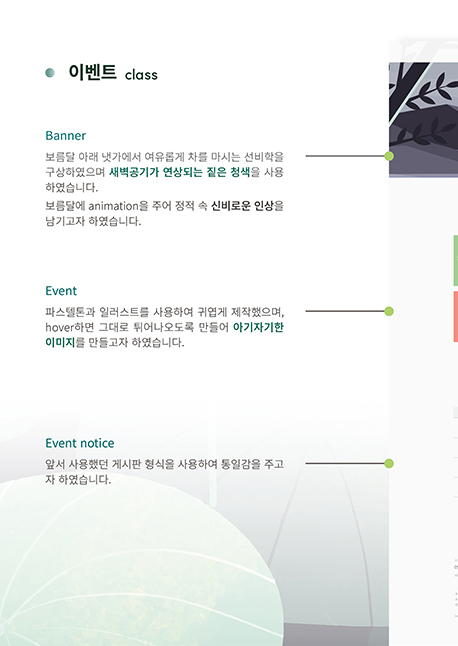 이벤트 class
Banner
보름달 아래 냇가에서 여유롭게 차를 마시는 선비학을
구상하였으며 새벽공기가 연상되는 짙은 청색을 사용
하였습니다.
보름달에 animation을 주어 정적 속 신비로운 인상을
남기고자 하였습니다.
Event
파스텔톤과 일러스트를 사용하여 귀엽게 제작했으며,
hover하면 그대로 튀어나오도록 만들어 아기자기한
이미지를 만들고자 하였습니다.
Event notice
앞서 사용했던 게시판 형식을 사용하여 통일감을 주고
자 하였습니다.